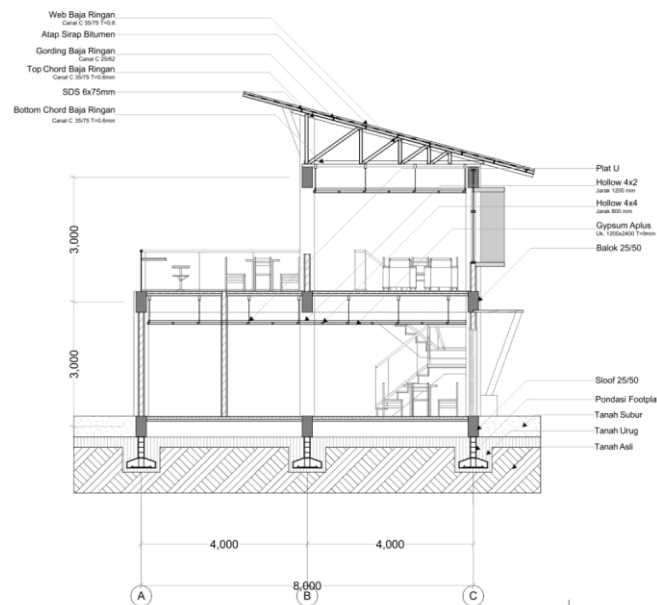 Web Baja Ringan
Canal C 35/75 T=0.6
Atap Sirap Bitumen
Gording Baja Ringan
Canal C 25/62
Top Chord Baja Ringan
Canal C 35/75 T=0.6mm
SDS 6x75mm
Bottom Chord Baja Ringan
Canal C 35/75 T=0.6mm
Plat U
Hollow 4x2
Jarak 1200 mm
Hollow 4x4
Jarak 600 mm
Gypsum Aplus
Uk. 1200x2400 T=9mm
Balok 25/50
3,000
3,000
Sloof 25/50
Pondasi Footpla
Tanah Subur
Tanah Urug
Tanah Asli
4,000
4,000
8,000
A
B
C